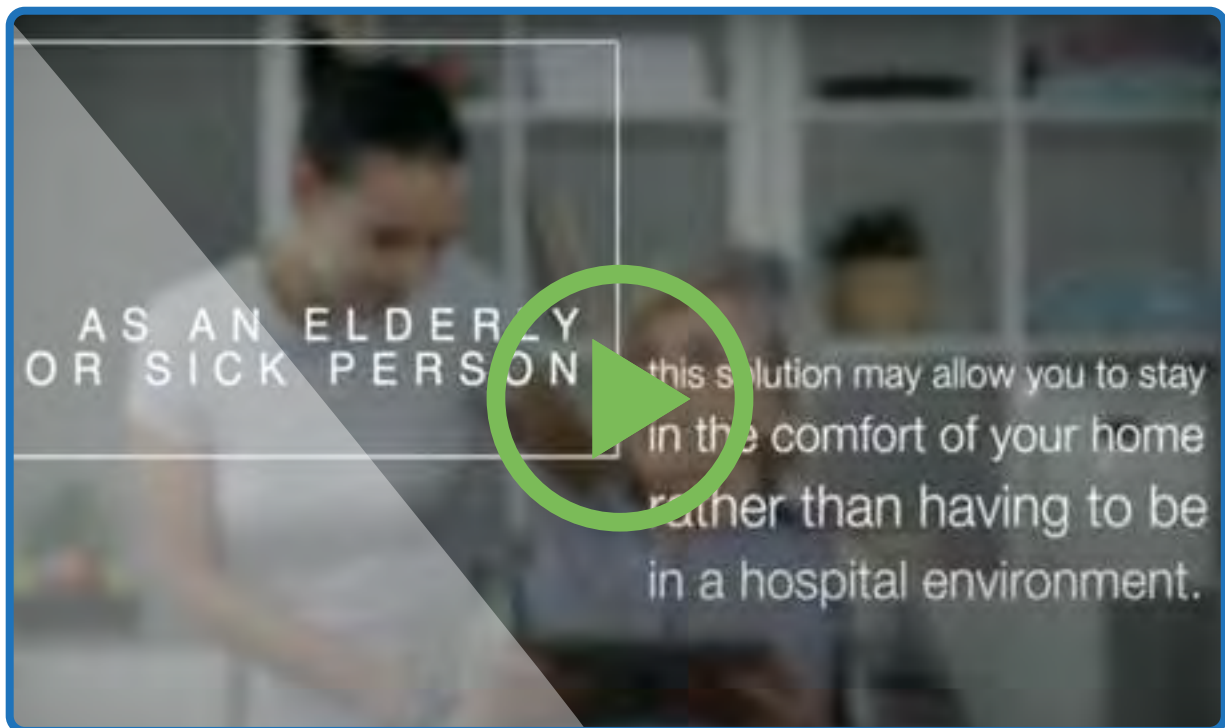 AS AN ELDERLY
OR SICK PERSON
this solution may allow you to stay
in the comfort of your home
rather than having to be
in a hospital environment.